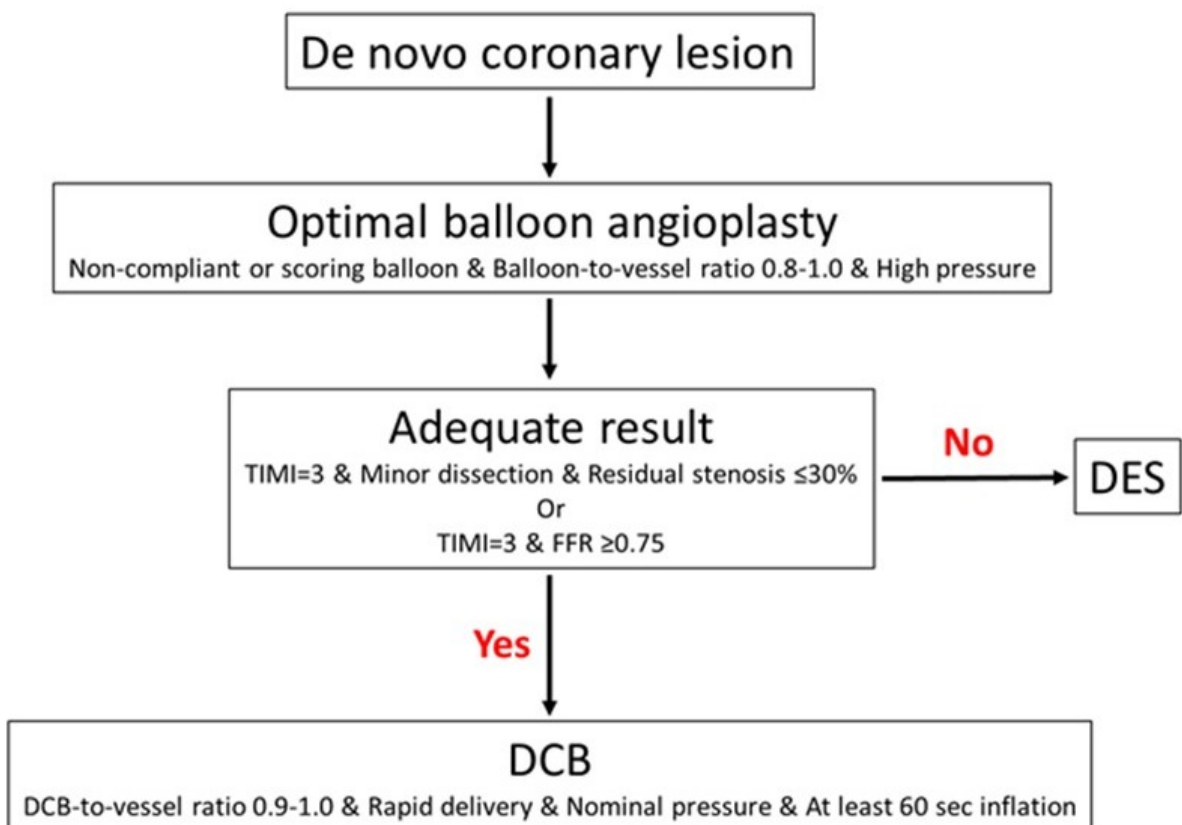 De novo coronary lesion
Optimal balloon angioplasty
Non-compliant or scoring balloon & Balloon-to-vessel ratio 0.8-1.0 & High pressure
Adequate result
TIMI=3 & Minor dissection & Residual stenosis ≤30%
Or
TIMI=3 & FFR ≥0.75
No
DES
Yes
DCB
DCB-to-vessel ratio 0.9-1.0 & Rapid delivery & Nominal pressure & At least 60 sec inflation